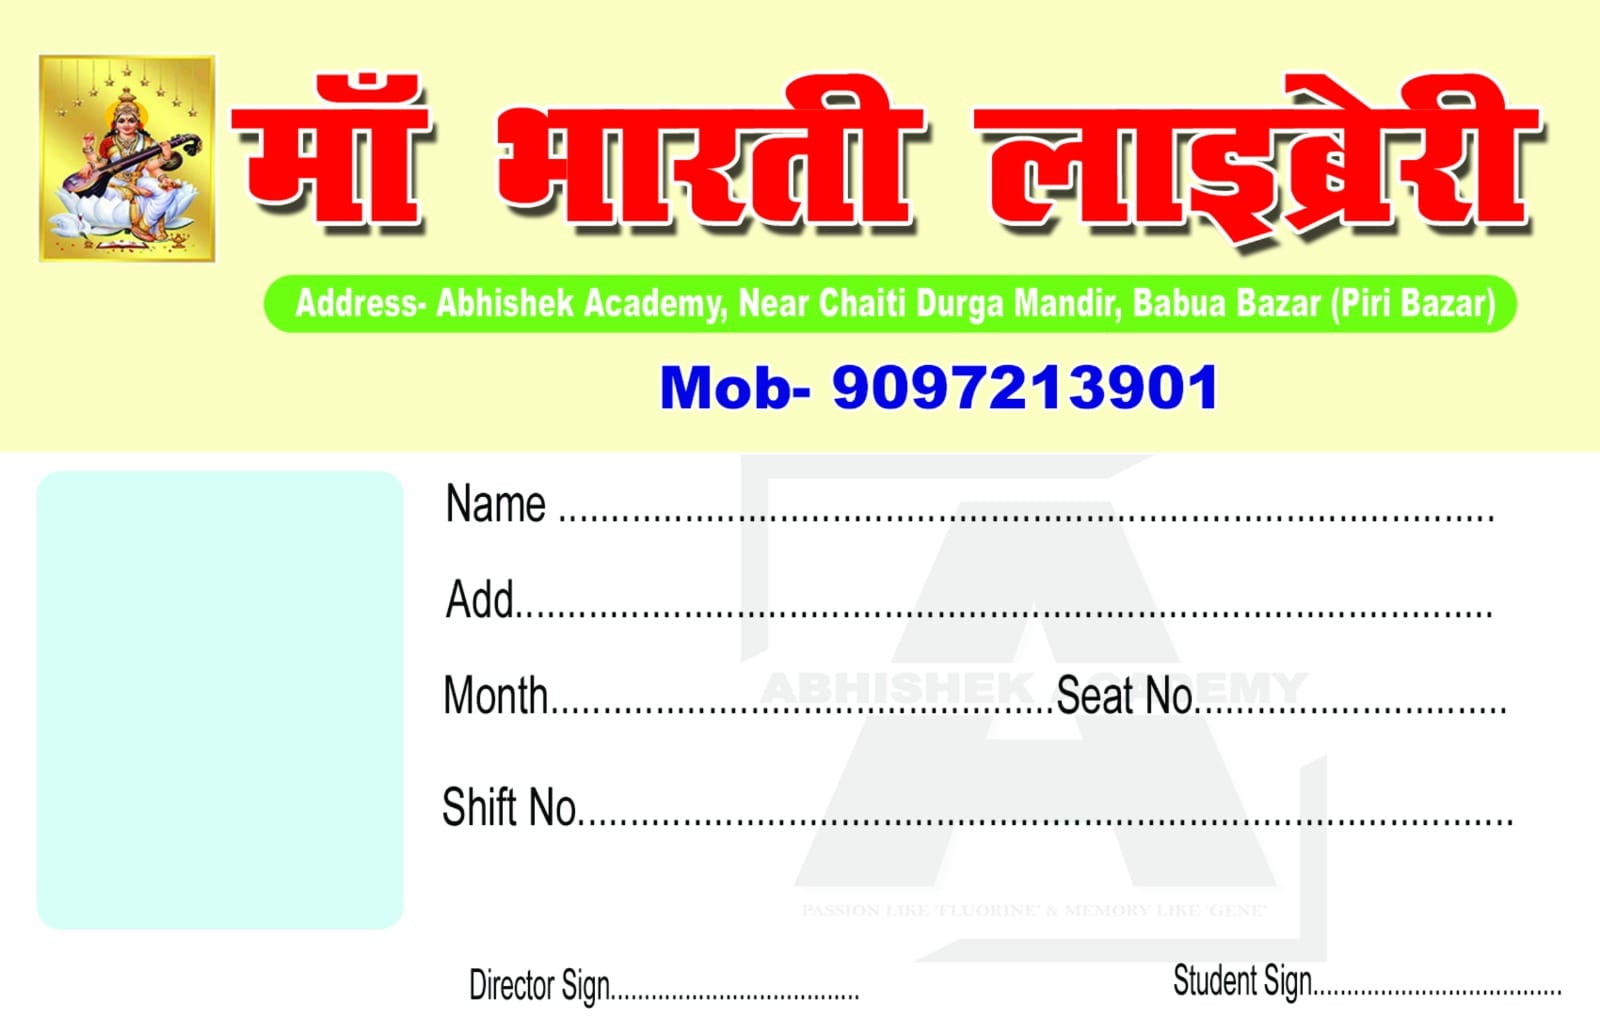 माँ भारती लाइब्रेरी
Address- Abhishek Academy, Near Chaiti Durga Mandir, Babua Bazar (Piri Bazar)
Mob- 9097213901
Name ..........................................................................................
Add..............................................................................................
Month................................................Seat No..............................
ABHISHEK ACADEMY
Shift No..........................................................................................
PASSION LIKE 'FLUORINE' & MEMORY LIKE 'GENE'
Director Sign.....................................
Student Sign.....................................